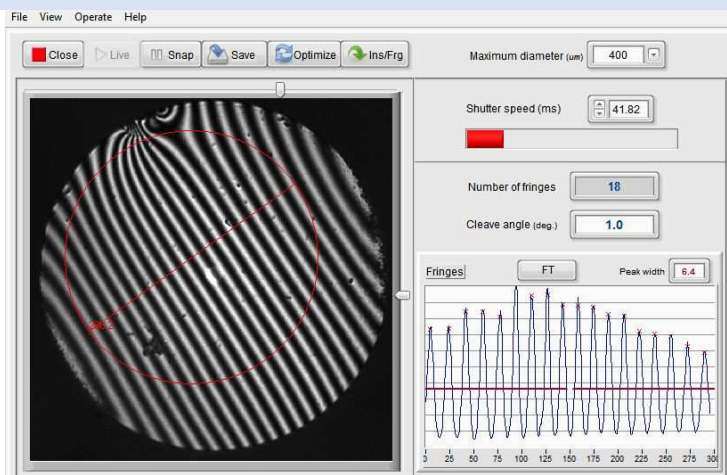 File View Operate Help
Close Live Snap Save Optimize Ins/Frg
Maximum diameter (um) 400
Shutter speed (ms) 41.82
Number of fringes 18
Cleave angle (deg.) 1.0
Fringes FT Peak width 6.4
0 25 50 75 100 125 150 175 200 225 250 275 300